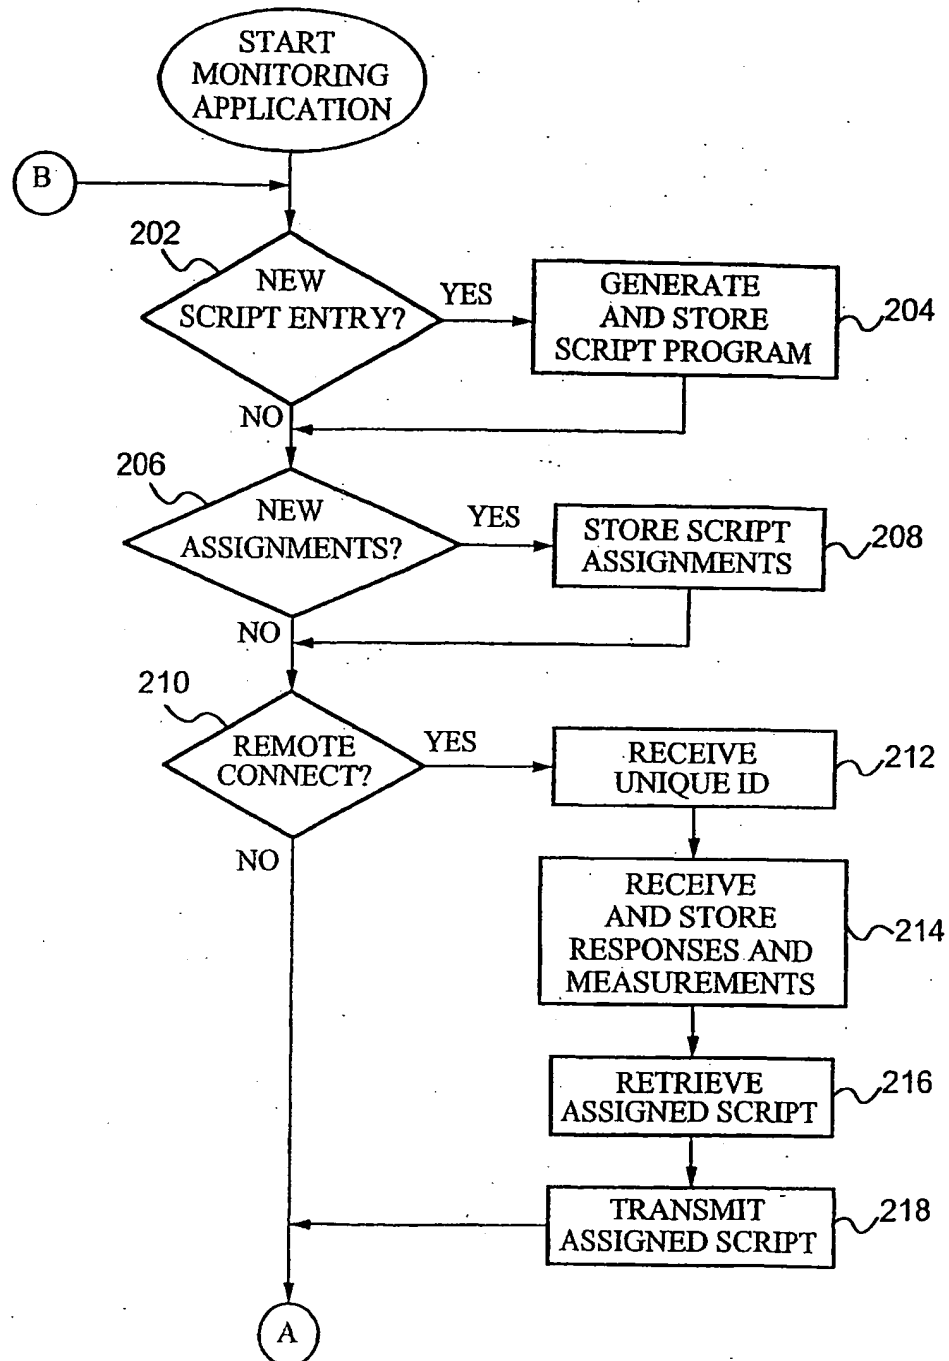 START
MONITORING
APPLICATION
B
202
NEW
SCRIPT ENTRY?
YES
GENERATE
AND STORE
SCRIPT PROGRAM
204
NO
206
NEW
ASSIGNMENTS?
YES
STORE SCRIPT
ASSIGNMENTS
208
NO
210
REMOTE
CONNECT?
YES
RECEIVE
UNIQUE ID
212
NO
RECEIVE
AND STORE
RESPONSES AND
MEASUREMENTS
214
RETRIEVE
ASSIGNED SCRIPT
216
TRANSMIT
ASSIGNED SCRIPT
218
A